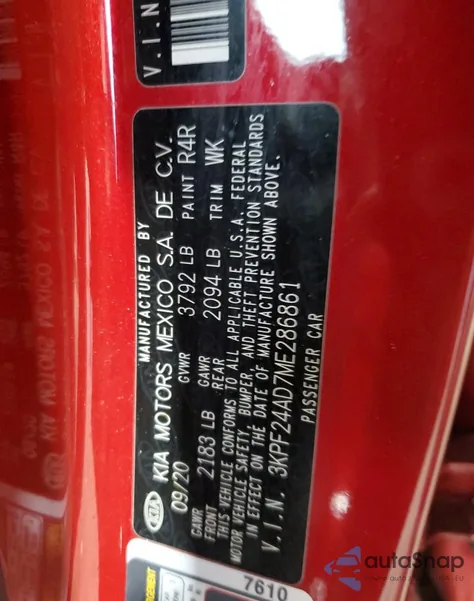 V.I.N
MANUFACTURED BY
KIA MOTORS MEXICO S.A. DE C.V.
09/20 GVWR 3792 LB PAINT R4R
GAWR FRONT 2183 LB GAWR REAR 2094 LB TRIM WK
THIS VEHICLE CONFORMS TO ALL APPLICABLE U.S.A. FEDERAL
MOTOR VEHICLE SAFETY, BUMPER, AND THEFT PREVENTION STANDARDS
IN EFFECT ON THE DATE OF MANUFACTURE SHOWN ABOVE.
V.I.N. 3KPF24AD7ME286861
PASSENGER CAR
7610
autoSnap